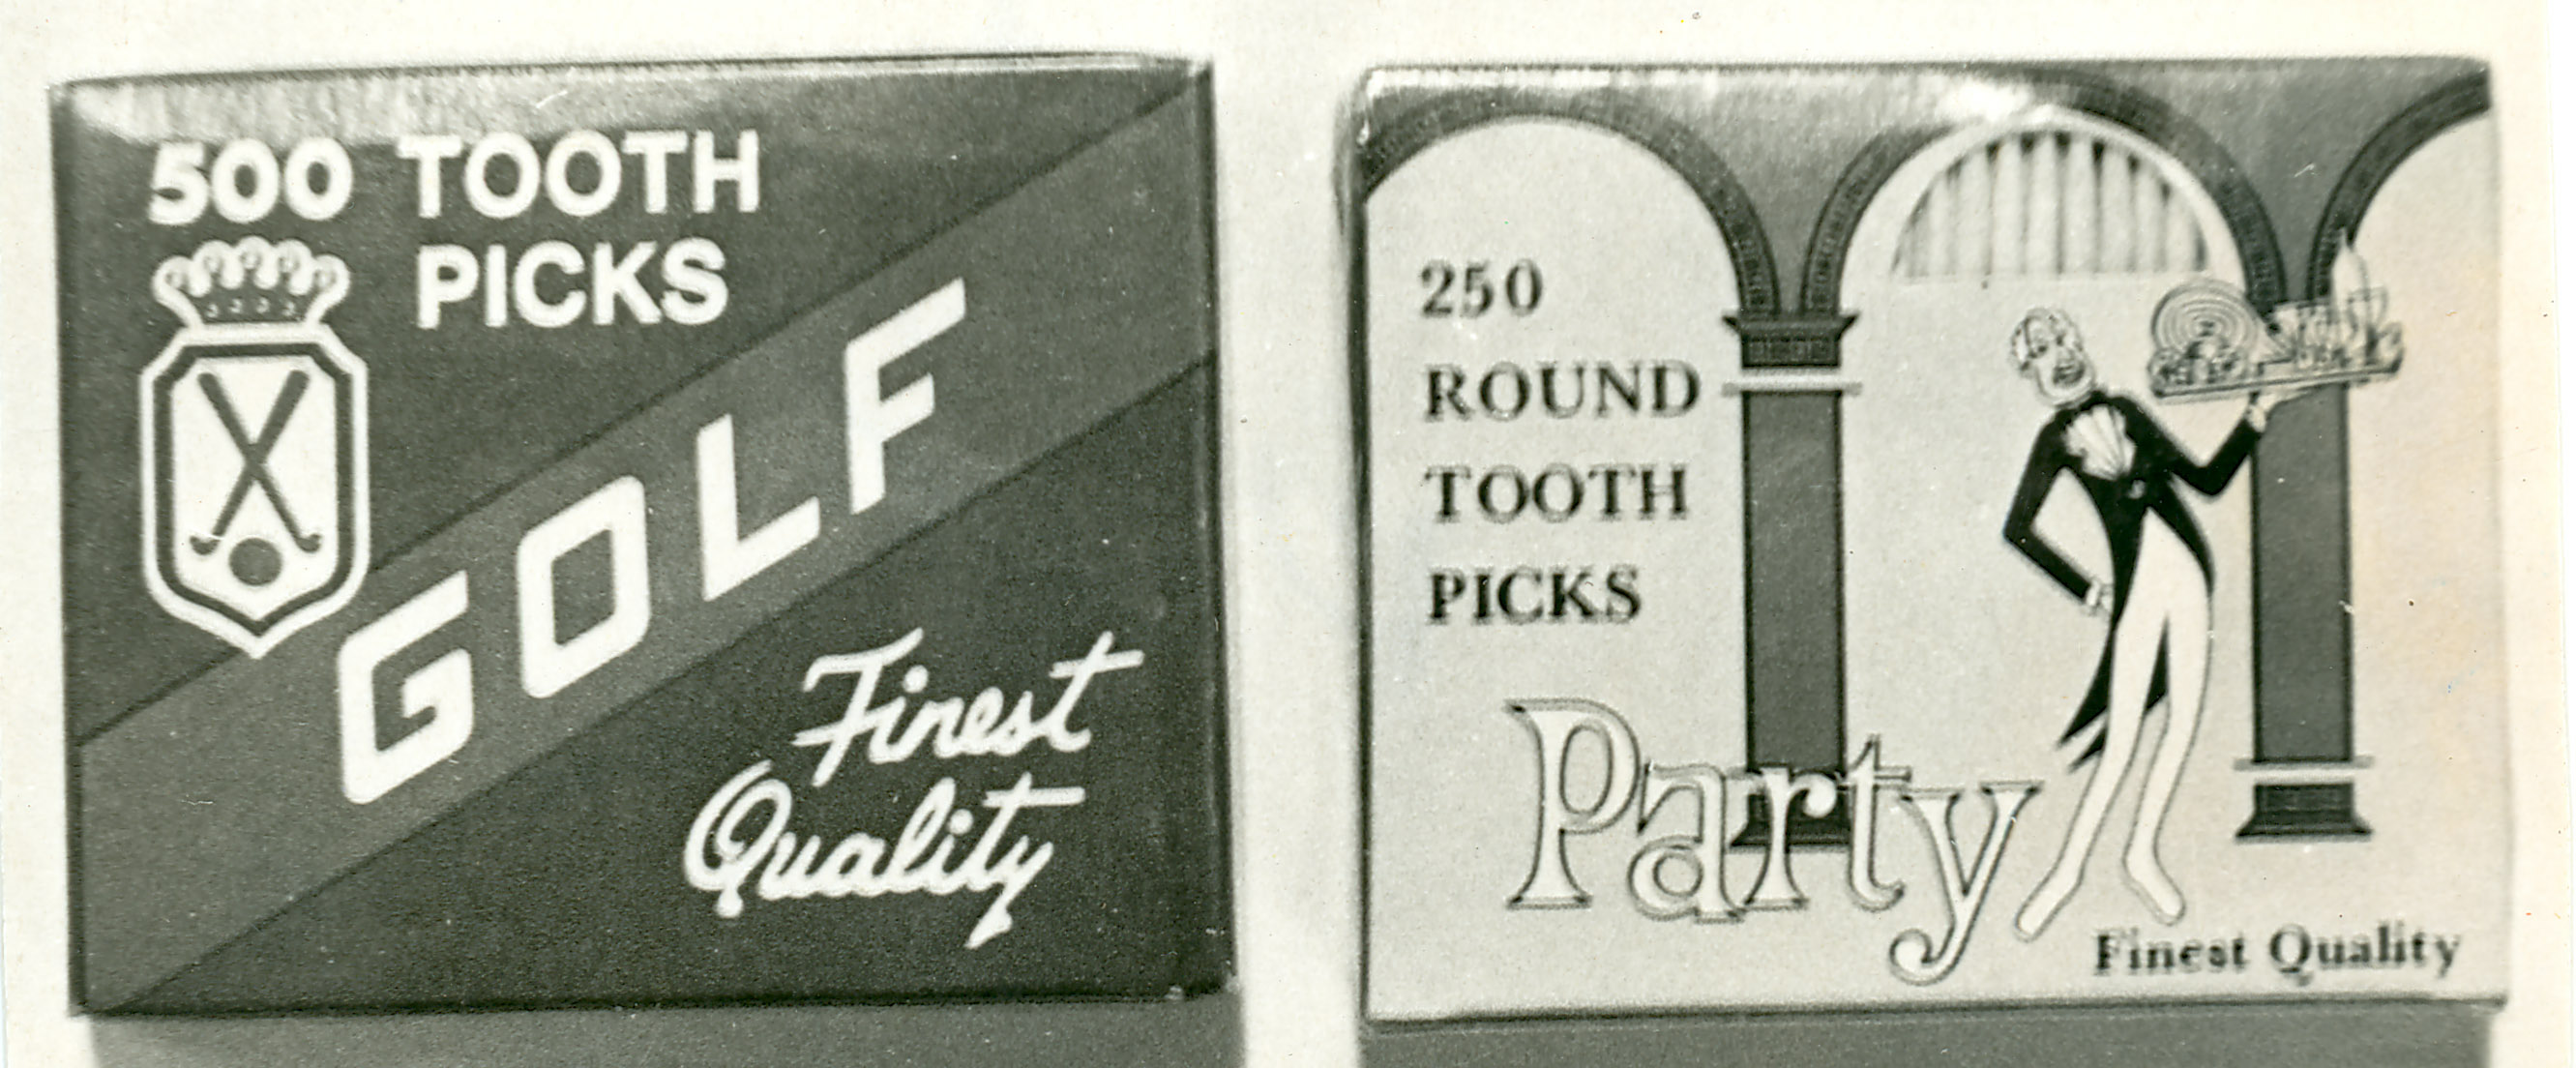 500 TOOTH
PICKS
GOLF
Finest
Quality
250
ROUND
TOOTH
PICKS
Party
Finest Quality